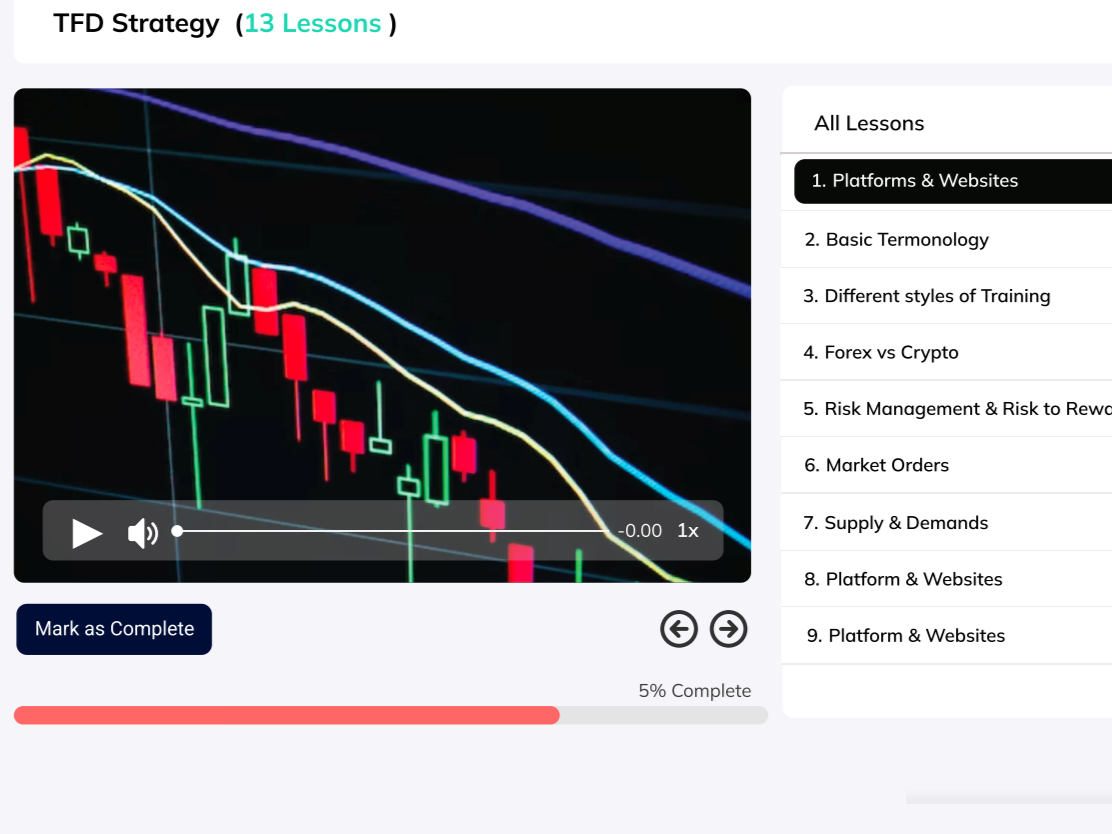 TFD Strategy (13 Lessons )
-0.00 1x
Mark as Complete
5% Complete
All Lessons
1. Platforms & Websites
2. Basic Termonology
3. Different styles of Training
4. Forex vs Crypto
5. Risk Management & Risk to Rewa
6. Market Orders
7. Supply & Demands
8. Platform & Websites
9. Platform & Websites